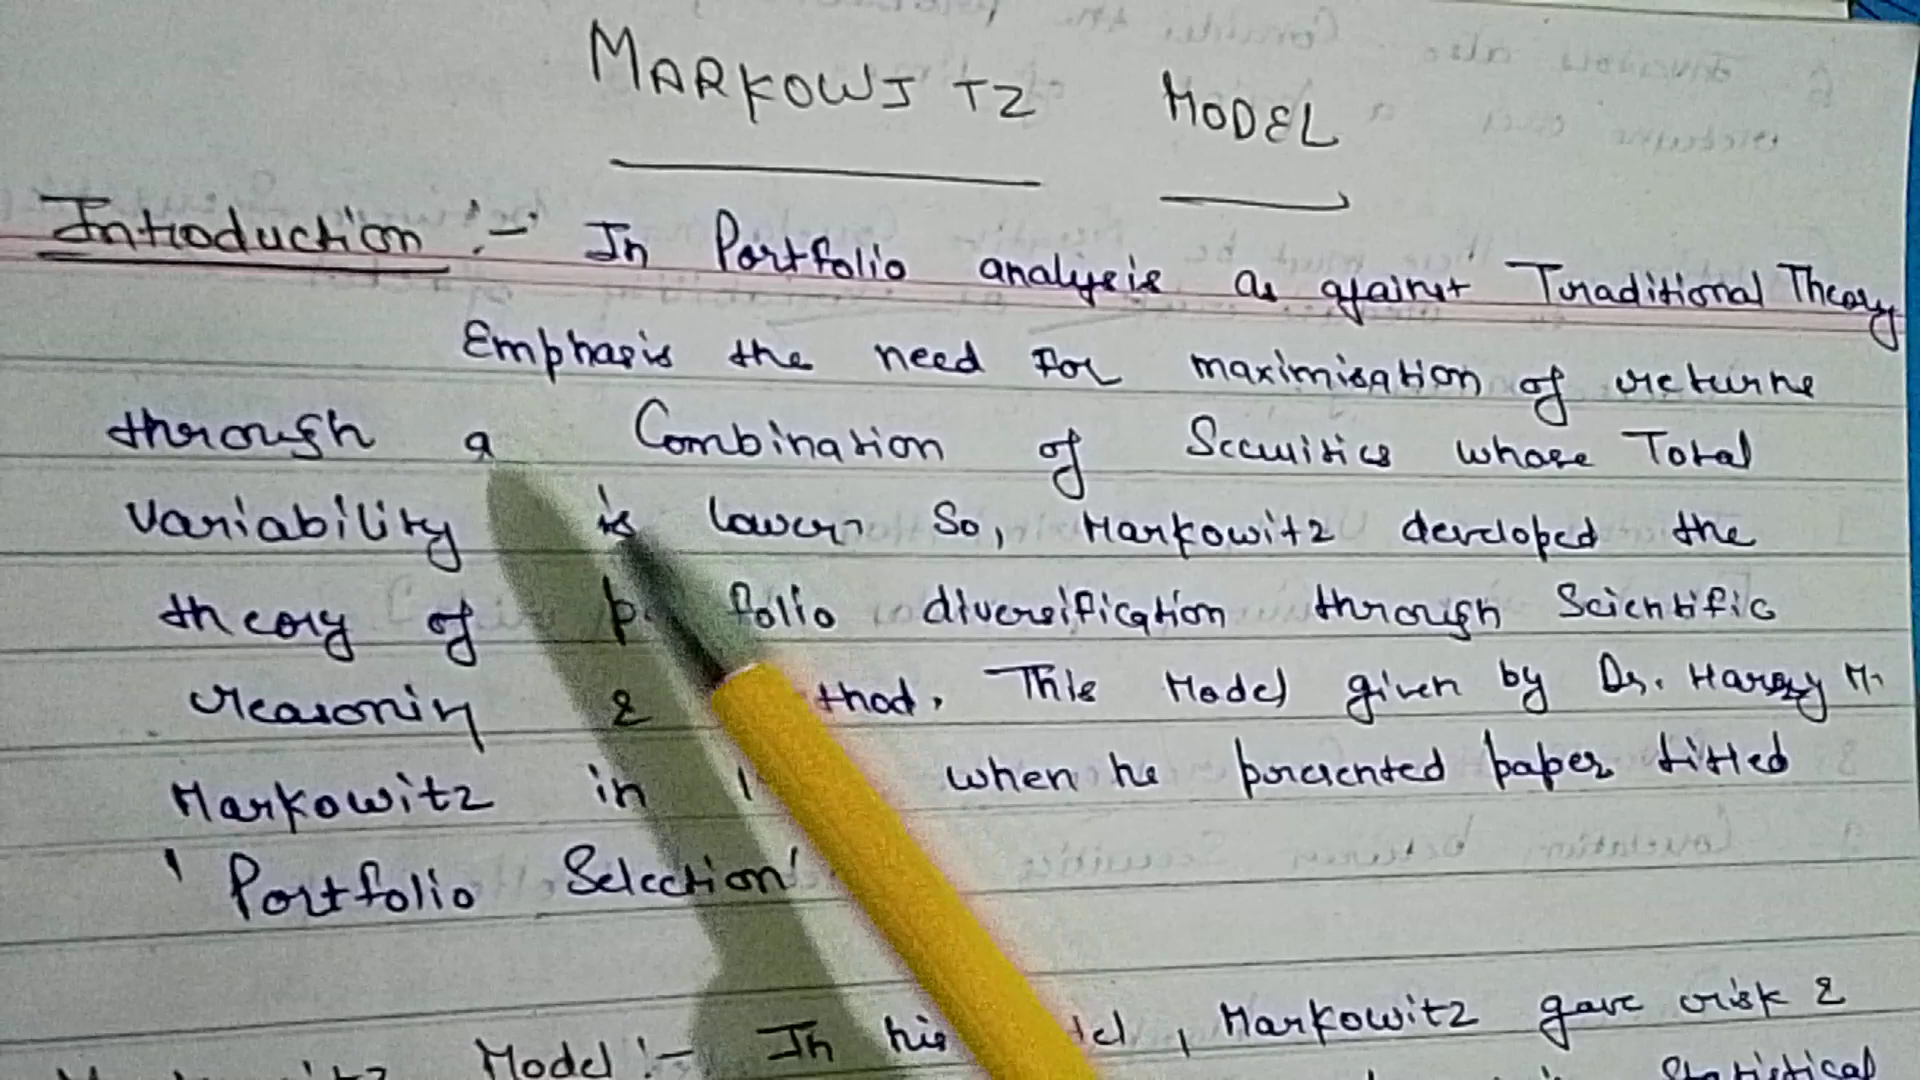 MARKOWITZ MODEL
Introduction :- In Portfolio analysis as against Traditional Theory
Emphasis the need for maximisation of returns
through a Combination of Securities whose Total
variability is lower. So, Markowitz developed the
theory of folio diversification through Scientific
reasoning & thod. This Model given by Dr. Harry M.
Markowitz in when he presented paper titled
'Portfolio Selection'
Model :- In his , Markowitz gave risk &
Statistical